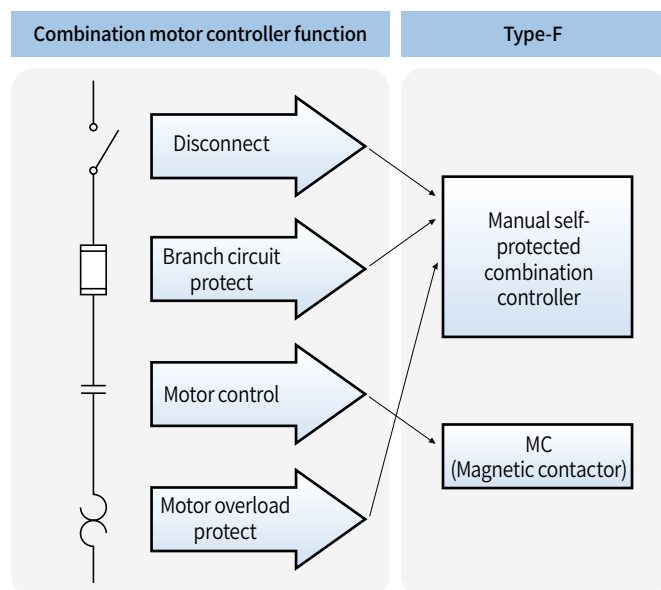 Combination motor controller function
Type-F
Disconnect
Branch circuit
protect
Motor control
Motor overload
protect
Manual self-
protected
combination
controller
MC
(Magnetic contactor)